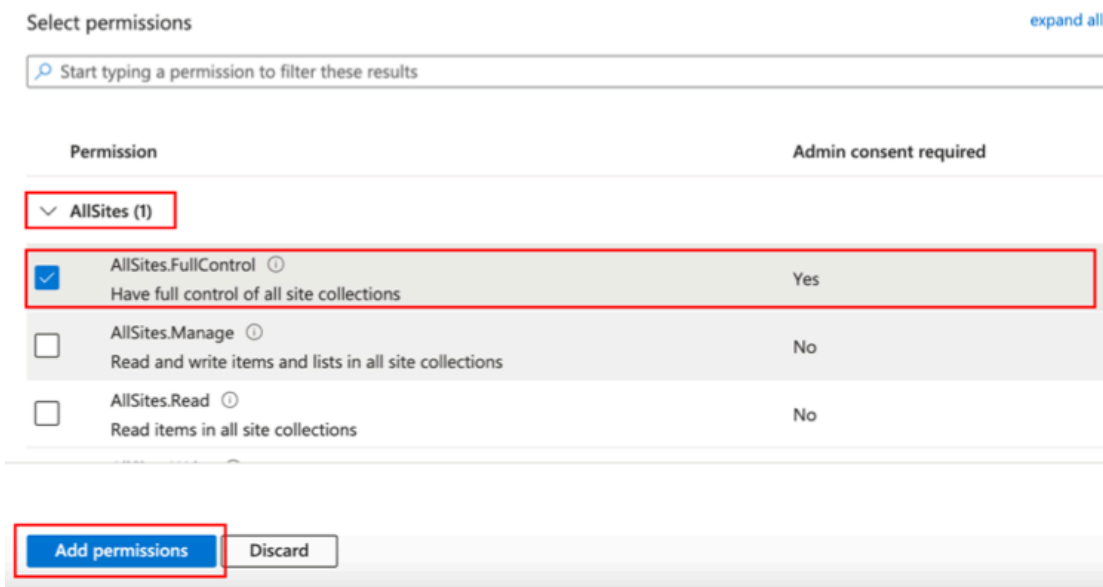 Select permissions
expand all
Start typing a permission to filter these results
Permission
Admin consent required
AllSites (1)
AllSites.FullControl
Have full control of all site collections
Yes
AllSites.Manage
Read and write items and lists in all site collections
No
AllSites.Read
Read items in all site collections
No
Add permissions
Discard